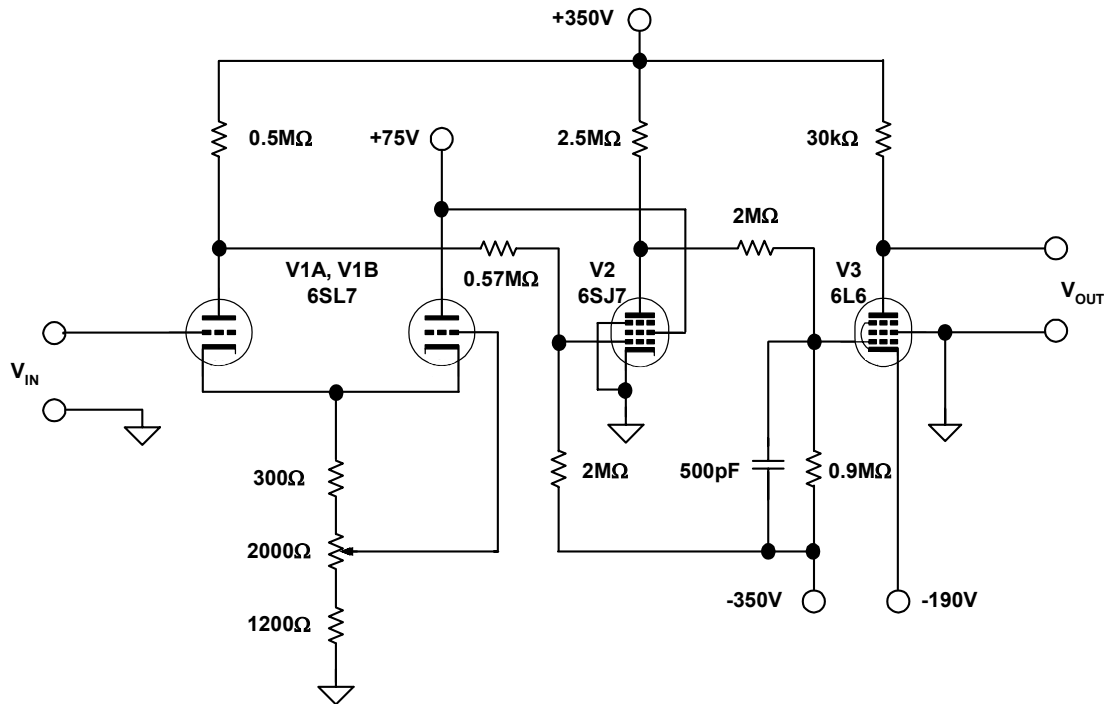 +350V
0.5MΩ
+75V
2.5MΩ
30kΩ
2MΩ
V1A, V1B
6SL7
0.57MΩ
V2
6SJ7
V3
6L6
VOUT
VIN
300Ω
2MΩ
500pF
0.9MΩ
2000Ω
-350V
-190V
1200Ω